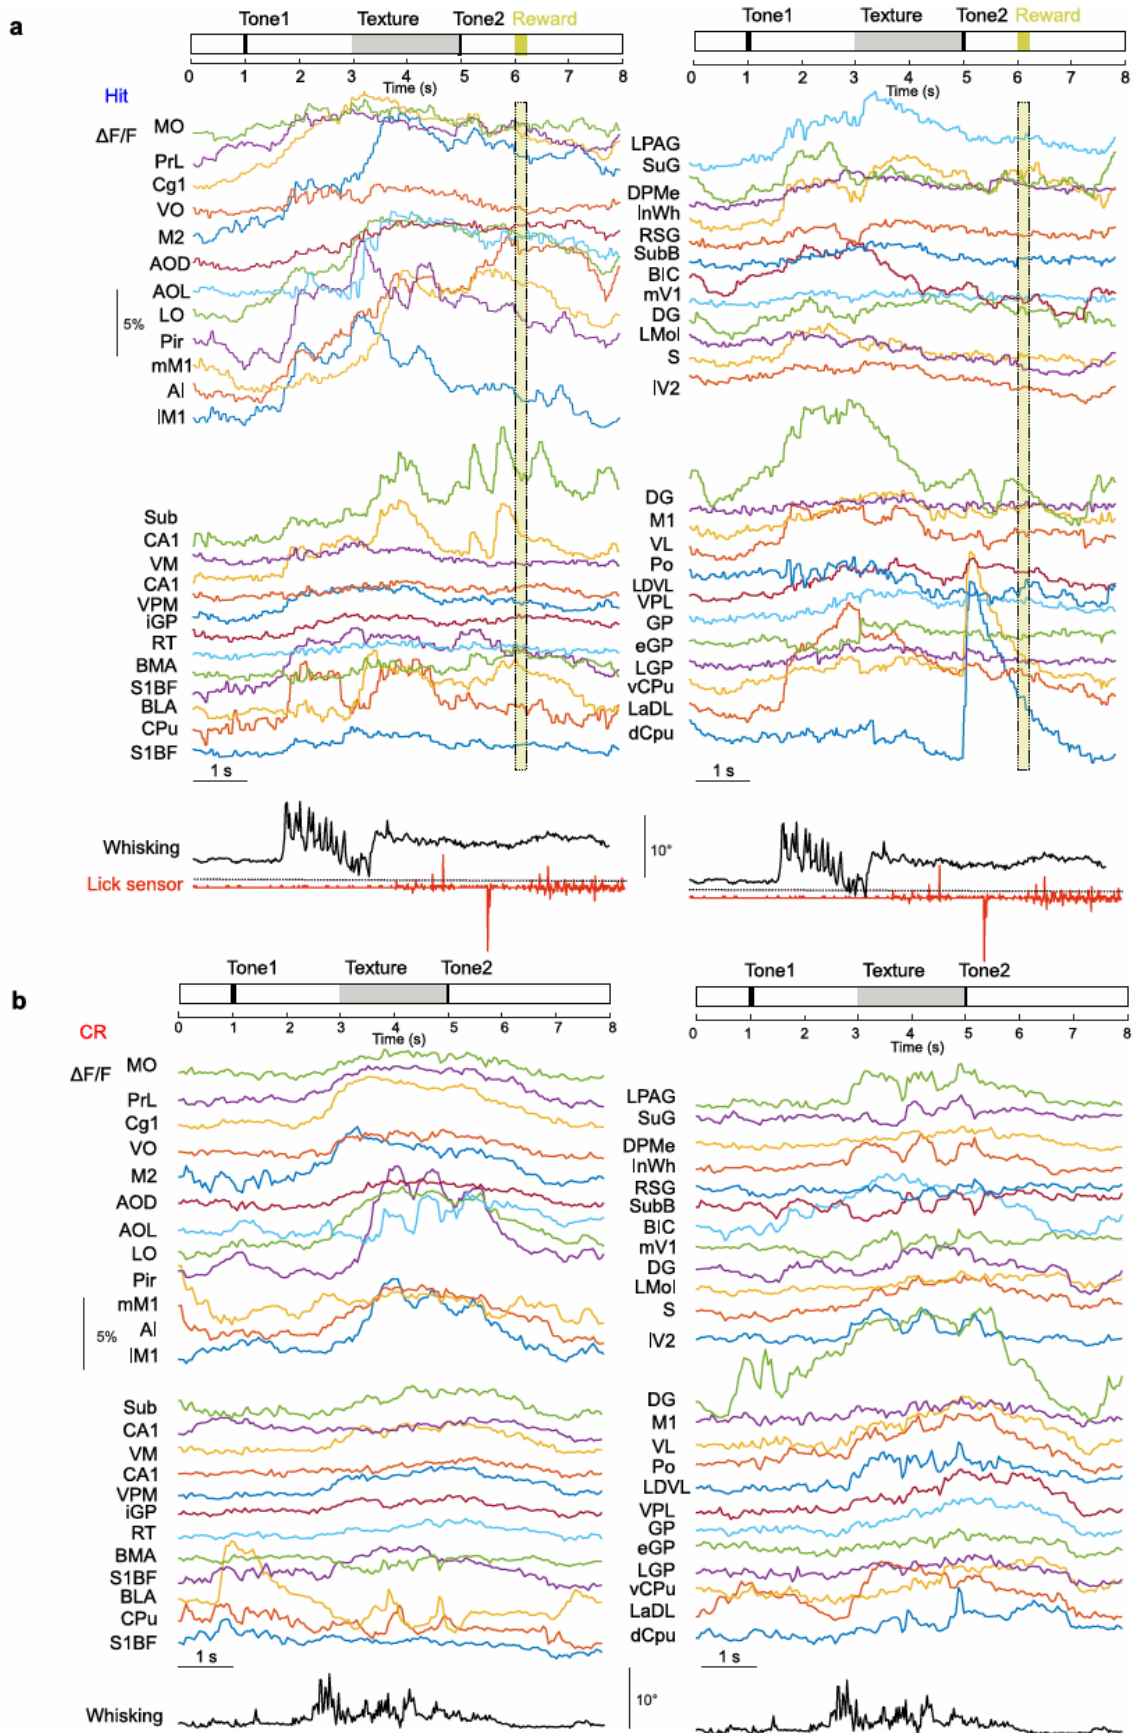 a
Tone1 Texture Tone2 Reward
0 1 2 3 4 5 6 7 8
Time (s)
Hit
ΔF/F
MO
PrL
Cg1
VO
M2
AOD
AOL
LO
Pir
mM1
AI
lM1
5%
Sub
CA1
VM
CA1
VPM
iGP
RT
BMA
S1BF
BLA
CPu
S1BF
1 s
Tone1 Texture Tone2 Reward
0 1 2 3 4 5 6 7 8
Time (s)
LPAG
SuG
DPMe
InWh
RSG
SubB
BIC
mV1
DG
LMol
S
lV2
DG
M1
VL
Po
LDVL
VPL
GP
eGP
LGP
vCPu
LaDL
dCpu
1 s
Whisking
10°
Lick sensor
b
Tone1 Texture Tone2
0 1 2 3 4 5 6 7 8
Time (s)
CR
ΔF/F
MO
PrL
Cg1
VO
M2
AOD
AOL
LO
Pir
mM1
AI
lM1
5%
Sub
CA1
VM
CA1
VPM
iGP
RT
BMA
S1BF
BLA
CPu
S1BF
1 s
Tone1 Texture Tone2
0 1 2 3 4 5 6 7 8
Time (s)
LPAG
SuG
DPMe
InWh
RSG
SubB
BIC
mV1
DG
LMol
S
lV2
DG
M1
VL
Po
LDVL
VPL
GP
eGP
LGP
vCPu
LaDL
dCpu
1 s
Whisking
10°